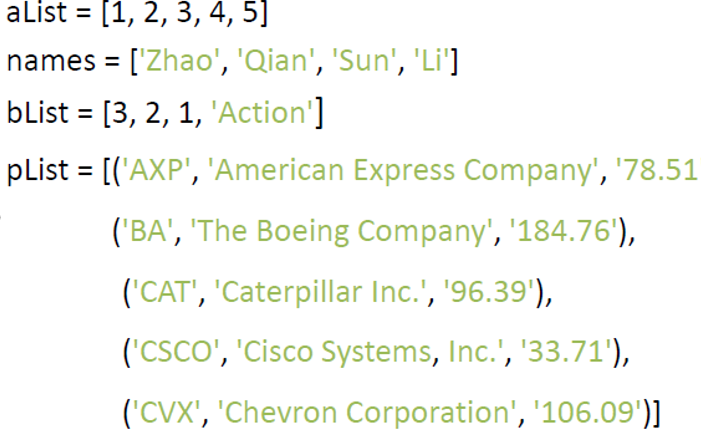 aList = [1, 2, 3, 4, 5]
names = ['Zhao', 'Qian', 'Sun', 'Li']
bList = [3, 2, 1, 'Action']
pList = [('AXP', 'American Express Company', '78.51
('BA', 'The Boeing Company', '184.76'),
('CAT', 'Caterpillar Inc.', '96.39'),
('CSCO', 'Cisco Systems, Inc.', '33.71'),
('CVX', 'Chevron Corporation', '106.09')]